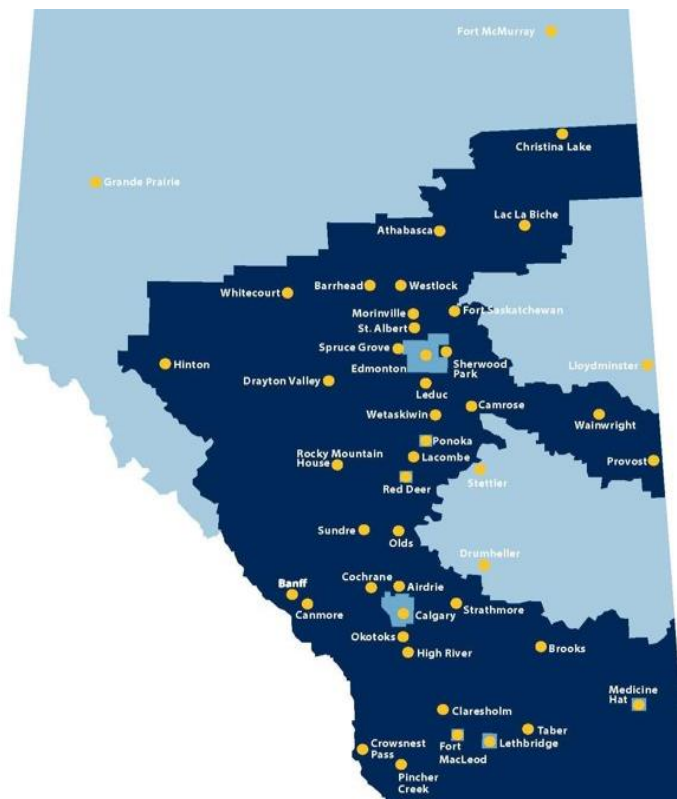 Fort McMurray
Christina Lake
Grande Prairie
Lac La Biche
Athabasca
Barrhead
Westlock
Whitecourt
Morinville
Fort Saskatchewan
St. Albert
Spruce Grove
Edmonton
Sherwood
Park
Hinton
Lloydminster
Drayton Valley
Leduc
Camrose
Wetaskiwin
Wainwright
Ponoka
Rocky Mountain
House
Lacombe
Provost
Red Deer
Stettler
Sundre
Olds
Drumheller
Cochrane
Airdrie
Banff
Canmore
Calgary
Strathmore
Okotoks
High River
Brooks
Medicine
Hat
Claresholm
Taber
Fort
MacLeod
Lethbridge
Crowsnest
Pass
Pincher
Creek